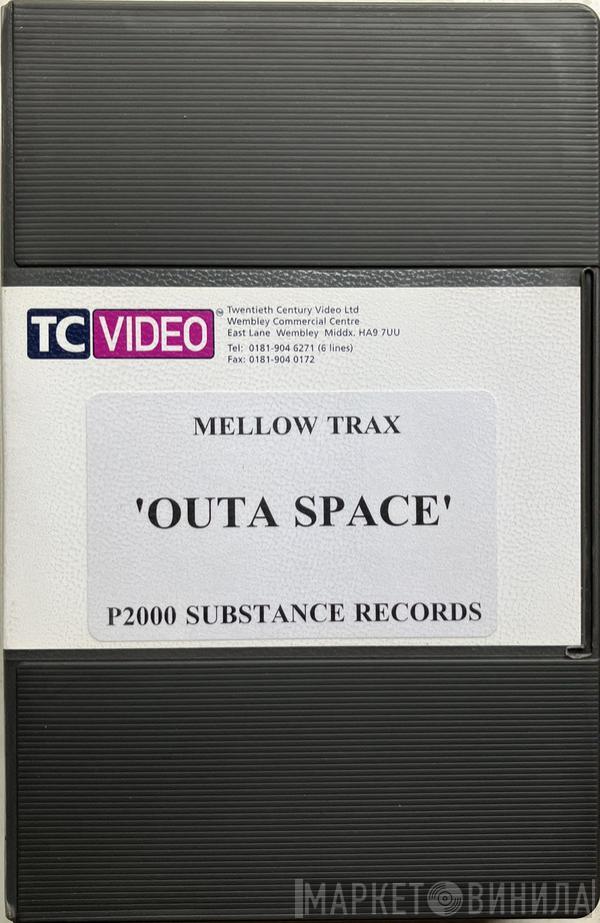 TC VIDEO ™
Twentieth Century Video Ltd
Wembley Commercial Centre
East Lane Wembley Middx. HA9 7UU
Tel: 0181-904 6271 (6 lines)
Fax: 0181-904 0172
MELLOW TRAX
'OUTA SPACE'
P2000 SUBSTANCE RECORDS
МАРКЕТ ВИНИЛА